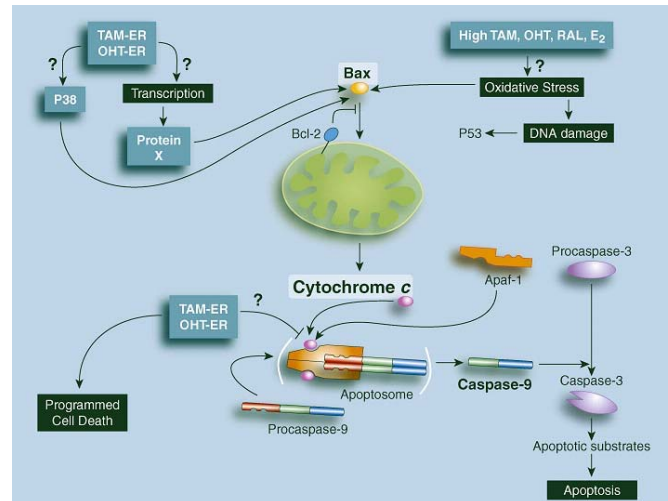 TAM-ER
OHT-ER
?
?
P38
Transcription
Protein
X
High TAM, OHT, RAL, E₂
?
Oxidative Stress
P53
DNA damage
Bax
Bcl-2
Cytochrome c
Apaf-1
Procaspase-3
TAM-ER
OHT-ER
?
Programmed
Cell Death
Apoptosome
Procaspase-9
Caspase-9
Caspase-3
Apoptotic substrates
Apoptosis